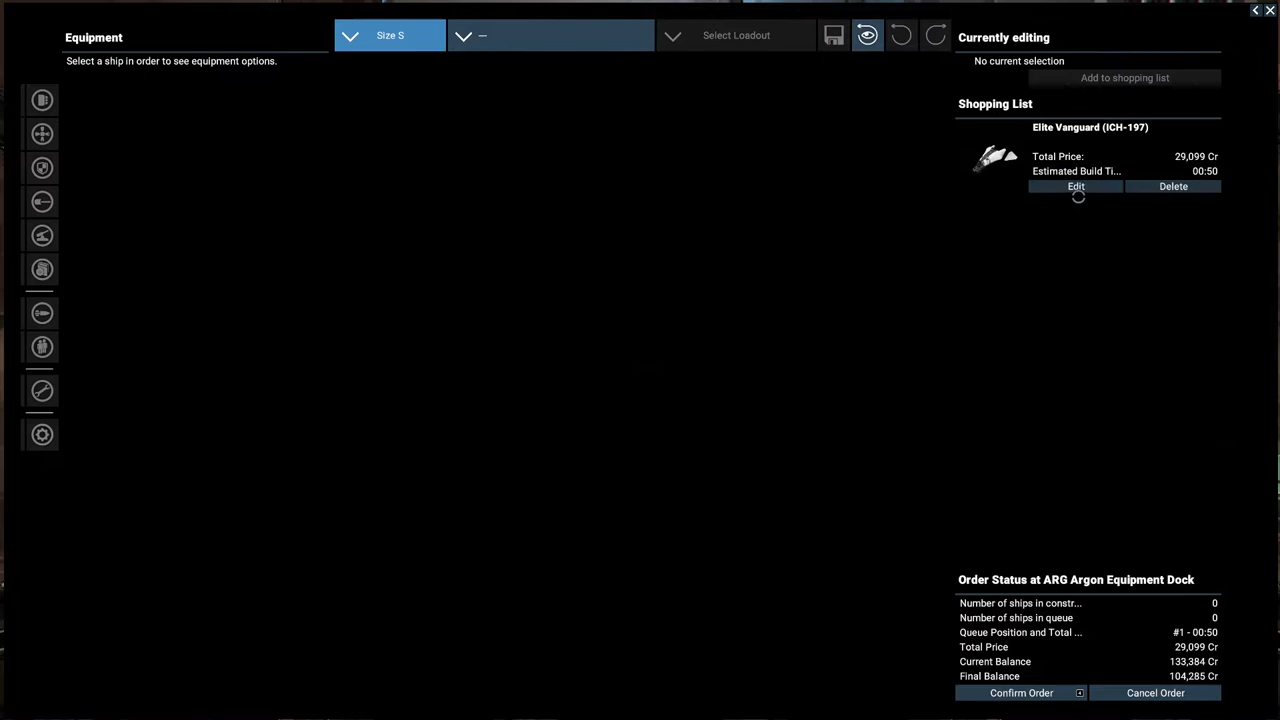 Equipment
Select a ship in order to see equipment options.
Size S
—
Select Loadout
Currently editing
No current selection
Add to shopping list
Shopping List
Elite Vanguard (ICH-197)
Total Price: 29,099 Cr
Estimated Build Ti... 00:50
Edit Delete
Order Status at ARG Argon Equipment Dock
Number of ships in constr... 0
Number of ships in queue 0
Queue Position and Total ... #1 - 00:50
Total Price 29,099 Cr
Current Balance 133,384 Cr
Final Balance 104,285 Cr
Confirm Order Cancel Order